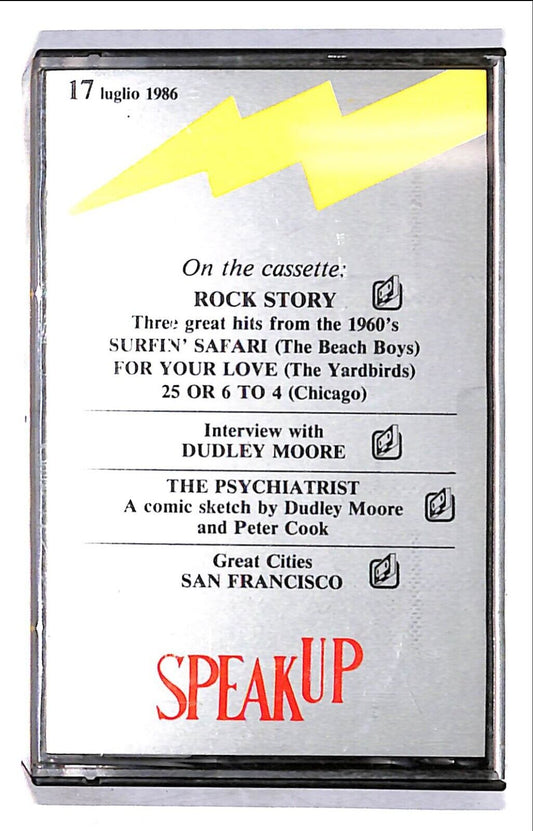 17 luglio 1986
On the cassette:
ROCK STORY
Three great hits from the 1960's
SURFIN' SAFARI (The Beach Boys)
FOR YOUR LOVE (The Yardbirds)
25 OR 6 TO 4 (Chicago)
Interview with
DUDLEY MOORE
THE PSYCHIATRIST
A comic sketch by Dudley Moore
and Peter Cook
Great Cities
SAN FRANCISCO
SPEAK UP